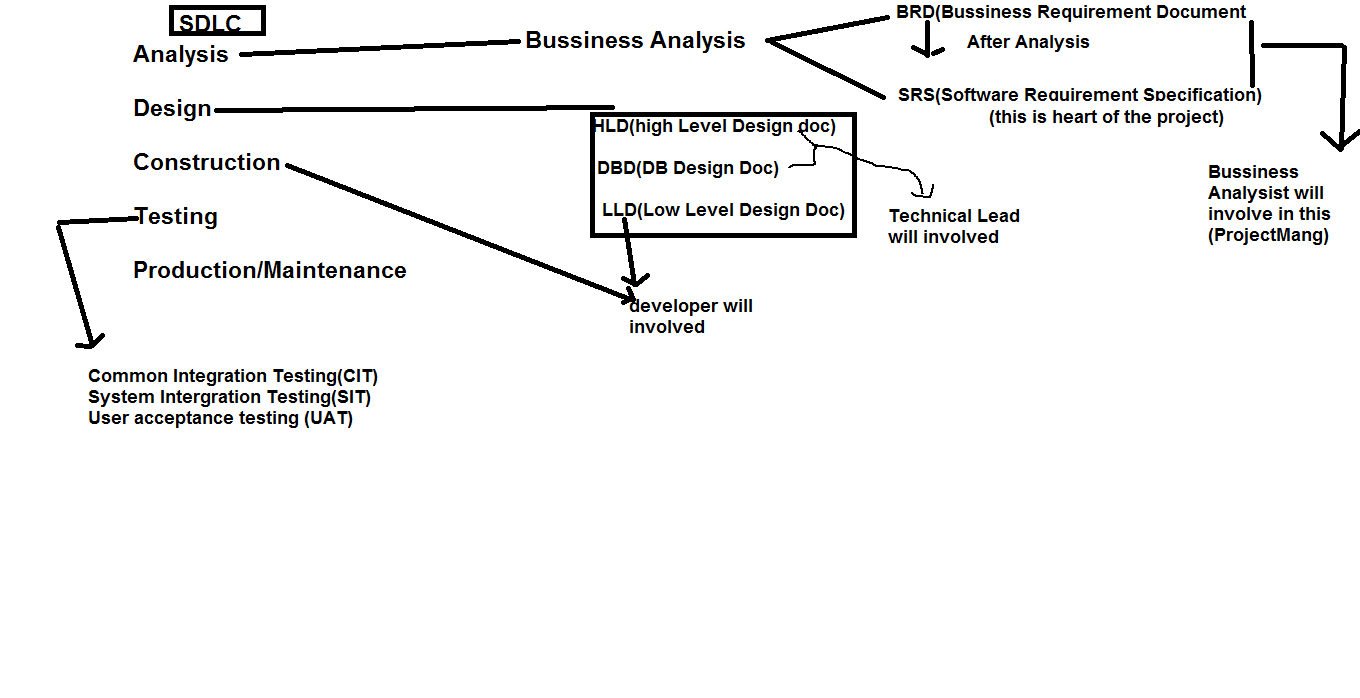 SDLC
Analysis
Bussiness Analysis
BRD(Bussiness Requirement Document
After Analysis
SRS(Software Requirement Specification)
(this is heart of the project)
Bussiness
Analysist will
involve in this
(ProjectMang)
Design
HLD(high Level Design doc)
DBD(DB Design Doc)
LLD(Low Level Design Doc)
Technical Lead
will involved
Construction
developer will
involved
Testing
Production/Maintenance
Common Integration Testing(CIT)
System Intergration Testing(SIT)
User acceptance testing (UAT)